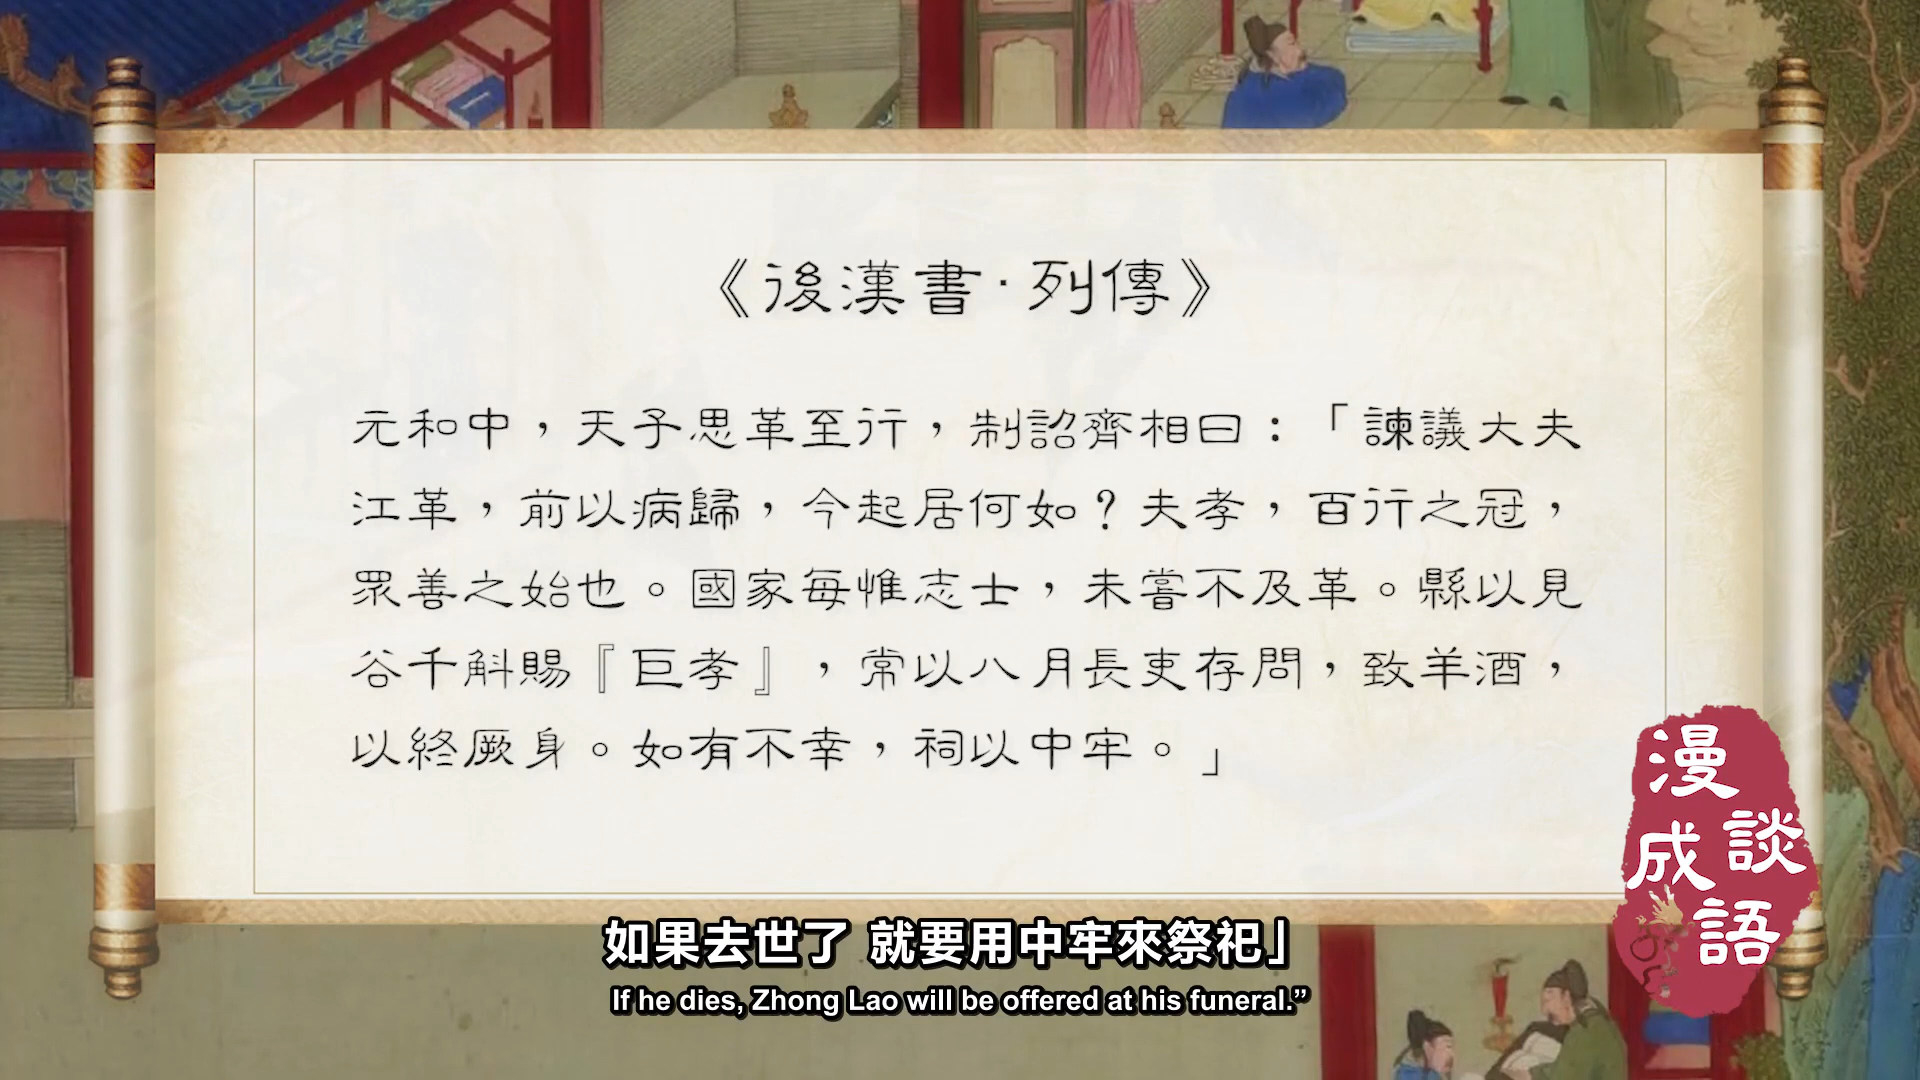 《後漢書·列傳》
元和中，天子思革至行，制詔齊相曰：「諫議大夫
江革，前以病歸，今起居何如？夫孝，百行之冠，
眾善之始也。國家每惟志士，未嘗不及革。縣以見
谷千斛賜『巨孝』，常以八月長吏存問，致羊酒，
以終厥身。如有不幸，祠以中牢。」
漫談
成語
如果去世了 就要用中牢來祭祀」
If he dies, Zhong Lao will be offered at his funeral.”